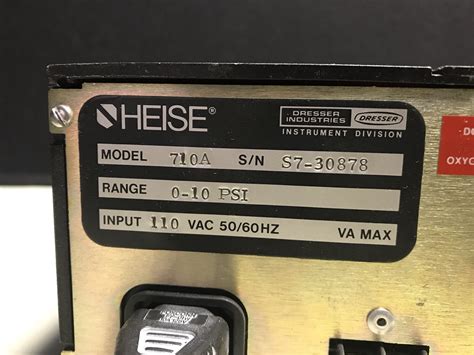 HEISE®
DRESSER INDUSTRIES DRESSER
INSTRUMENT DIVISION
MODEL 710A S/N S7-30878
RANGE 0-10 PSI
INPUT 110 VAC 50/60HZ VA MAX